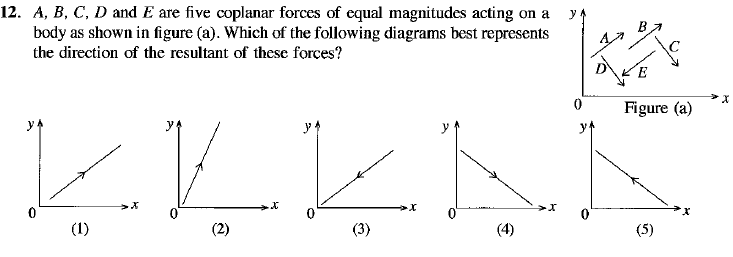 12. A, B, C, D and E are five coplanar forces of equal magnitudes acting on a
body as shown in figure (a). Which of the following diagrams best represents
the direction of the resultant of these forces?
y
A
B
C
D
E
0
x
Figure (a)
y
0
x
(1)
y
0
x
(2)
y
0
x
(3)
y
0
x
(4)
y
0
x
(5)